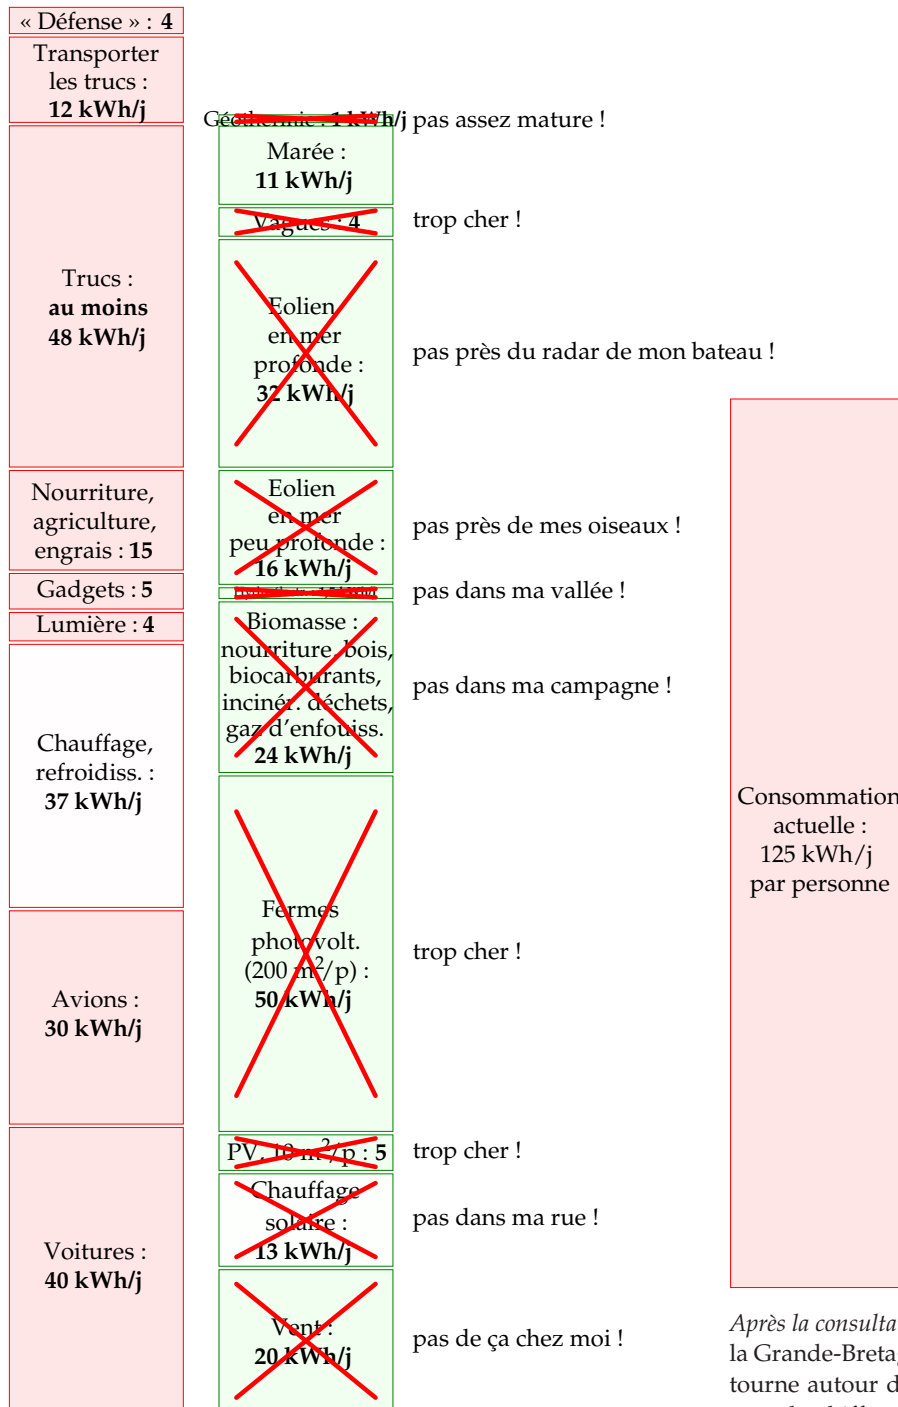 « Défense » : 4
Transporter
les trucs :
12 kWh/j
Trucs :
au moins
48 kWh/j
Nourriture,
agriculture,
engrais : 15
Gadgets : 5
Lumière : 4
Chauffage,
refroidiss. :
37 kWh/j
Avions :
30 kWh/j
Voitures :
40 kWh/j
Géothermie : 1 kWh/j pas assez mature !
Marée :
11 kWh/j
Vagues : 4 trop cher !
Eolien
en mer
profonde :
32 kWh/j
pas près du radar de mon bateau !
Eolien
en mer
peu profonde :
16 kWh/j
pas près de mes oiseaux !
pas dans ma vallée !
Biomasse :
nourriture, bois,
biocarburants,
incinér. déchets,
gaz d'enfouiss.
24 kWh/j
pas dans ma campagne !
Fermes
photovolt.
(200 m²/p) :
50 kWh/j
trop cher !
PV, 10 m²/p : 5 trop cher !
Chauffage
solaire :
13 kWh/j
pas dans ma rue !
Vent :
20 kWh/j
pas de ça chez moi !
Consommation
actuelle :
125 kWh/j
par personne
Après la consulta
la Grande-Bretag
tourne autour d